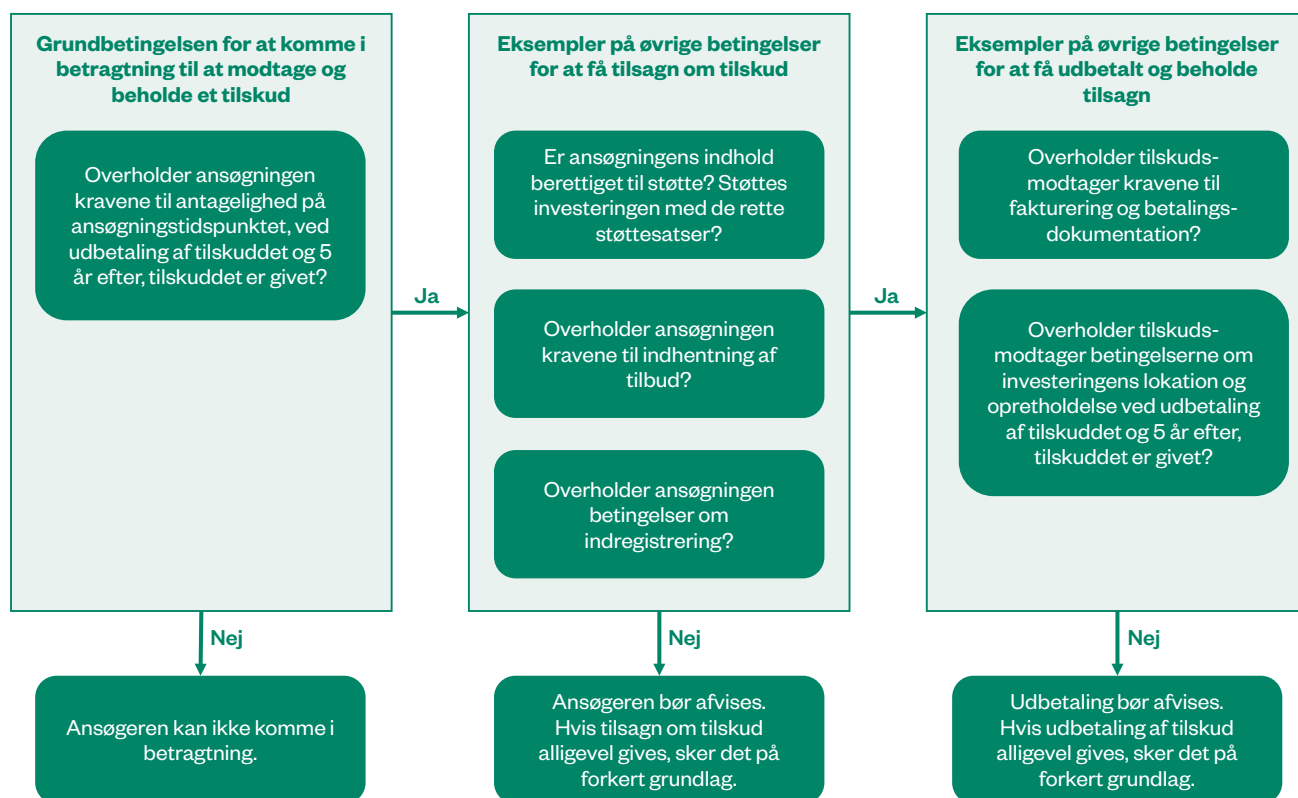 Grundbetingelsen for at komme i
betragtning til at modtage og
beholde et tilskud
Overholder ansøgningen
kravene til antagelighed på
ansøgningstidspunktet, ved
udbetaling af tilskuddet og 5
år efter, tilskuddet er givet?
Ja
Nej
Ansøgeren kan ikke komme i
betragtning.
Eksempler på øvrige betingelser
for at få tilsagn om tilskud
Er ansøgningens indhold
berettiget til støtte? Støttes
investeringen med de rette
støttesatser?
Overholder ansøgningen
kravene til indhentning af
tilbud?
Overholder ansøgningen
betingelser om
indregistrering?
Ja
Nej
Ansøgeren bør afvises.
Hvis tilsagn om tilskud
alligevel gives, sker det på
forkert grundlag.
Eksempler på øvrige betingelser
for at få udbetalt og beholde
tilsagn
Overholder tilskuds-
modtager kravene til
fakturering og betalings-
dokumentation?
Overholder tilskuds-
modtager betingelserne om
investeringens lokation og
opretholdelse ved udbetaling
af tilskuddet og 5 år efter,
tilskuddet er givet?
Nej
Udbetaling bør afvises.
Hvis udbetaling af tilskud
alligevel gives, sker det på
forkert grundlag.